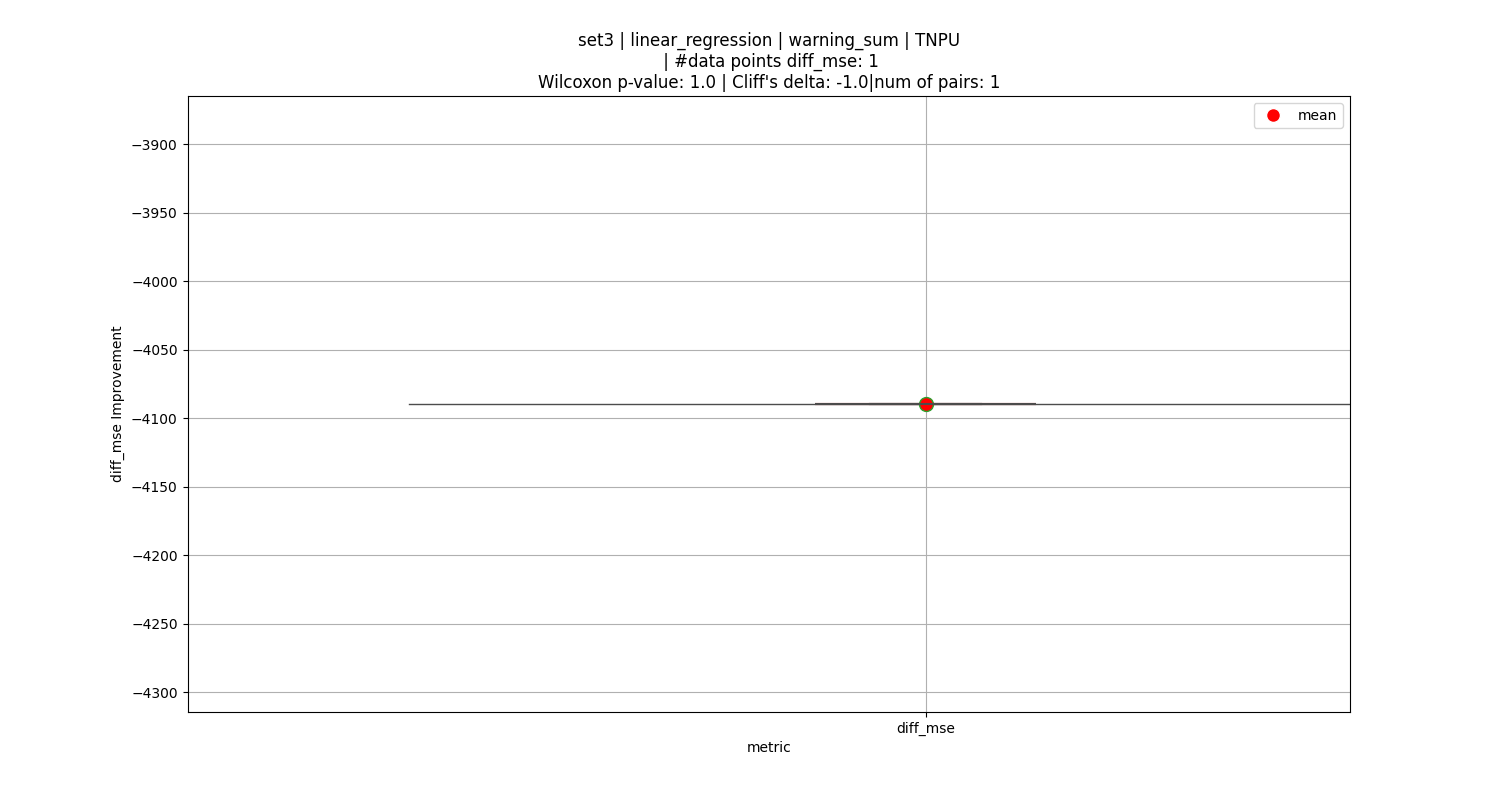 set3 | linear_regression | warning_sum | TNPU
| #data points diff_mse: 1
Wilcoxon p-value: 1.0 | Cliff's delta: -1.0|num of pairs: 1
mean
−3900
−3950
−4000
−4050
−4100
−4150
−4200
−4250
−4300
diff_mse Improvement
diff_mse
metric